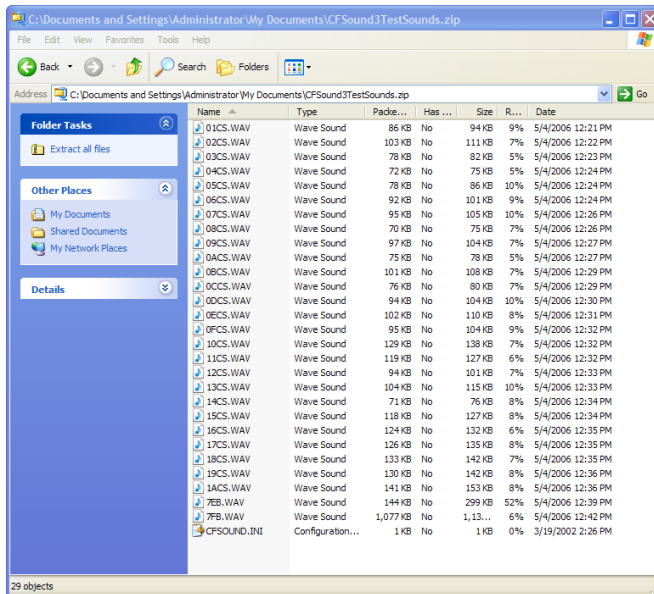 C:\Documents and Settings\Administrator\My Documents\CFSound3TestSounds.zip
File Edit View Favorites Tools Help
Back Search Folders
Address C:\Documents and Settings\Administrator\My Documents\CFSound3TestSounds.zip Go
Folder Tasks
Extract all files
Other Places
My Documents
Shared Documents
My Network Places
Details
Name Type Packe... Has ... Size R... Date
01CS.WAV Wave Sound 86 KB No 94 KB 9% 5/4/2006 12:21 PM
02CS.WAV Wave Sound 103 KB No 111 KB 7% 5/4/2006 12:22 PM
03CS.WAV Wave Sound 78 KB No 82 KB 5% 5/4/2006 12:23 PM
04CS.WAV Wave Sound 72 KB No 75 KB 5% 5/4/2006 12:24 PM
05CS.WAV Wave Sound 78 KB No 86 KB 10% 5/4/2006 12:24 PM
06CS.WAV Wave Sound 92 KB No 101 KB 9% 5/4/2006 12:24 PM
07CS.WAV Wave Sound 95 KB No 105 KB 10% 5/4/2006 12:26 PM
08CS.WAV Wave Sound 70 KB No 75 KB 7% 5/4/2006 12:26 PM
09CS.WAV Wave Sound 97 KB No 104 KB 7% 5/4/2006 12:27 PM
0ACS.WAV Wave Sound 75 KB No 78 KB 5% 5/4/2006 12:27 PM
0BCS.WAV Wave Sound 101 KB No 108 KB 7% 5/4/2006 12:29 PM
0CCS.WAV Wave Sound 76 KB No 80 KB 7% 5/4/2006 12:29 PM
0DCS.WAV Wave Sound 94 KB No 104 KB 10% 5/4/2006 12:30 PM
0ECS.WAV Wave Sound 102 KB No 110 KB 8% 5/4/2006 12:31 PM
0FCS.WAV Wave Sound 95 KB No 104 KB 9% 5/4/2006 12:32 PM
10CS.WAV Wave Sound 129 KB No 138 KB 7% 5/4/2006 12:32 PM
11CS.WAV Wave Sound 119 KB No 127 KB 6% 5/4/2006 12:32 PM
12CS.WAV Wave Sound 94 KB No 101 KB 7% 5/4/2006 12:33 PM
13CS.WAV Wave Sound 104 KB No 115 KB 10% 5/4/2006 12:33 PM
14CS.WAV Wave Sound 71 KB No 76 KB 8% 5/4/2006 12:34 PM
15CS.WAV Wave Sound 118 KB No 127 KB 8% 5/4/2006 12:34 PM
16CS.WAV Wave Sound 124 KB No 132 KB 6% 5/4/2006 12:35 PM
17CS.WAV Wave Sound 126 KB No 135 KB 8% 5/4/2006 12:35 PM
18CS.WAV Wave Sound 133 KB No 142 KB 7% 5/4/2006 12:35 PM
19CS.WAV Wave Sound 130 KB No 142 KB 8% 5/4/2006 12:36 PM
1ACS.WAV Wave Sound 141 KB No 153 KB 8% 5/4/2006 12:36 PM
7EB.WAV Wave Sound 144 KB No 299 KB 52% 5/4/2006 12:39 PM
7FB.WAV Wave Sound 1,077 KB No 1,13... 6% 5/4/2006 12:42 PM
CFSOUND.INI Configuration... 1 KB No 1 KB 0% 3/19/2002 2:26 PM
29 objects